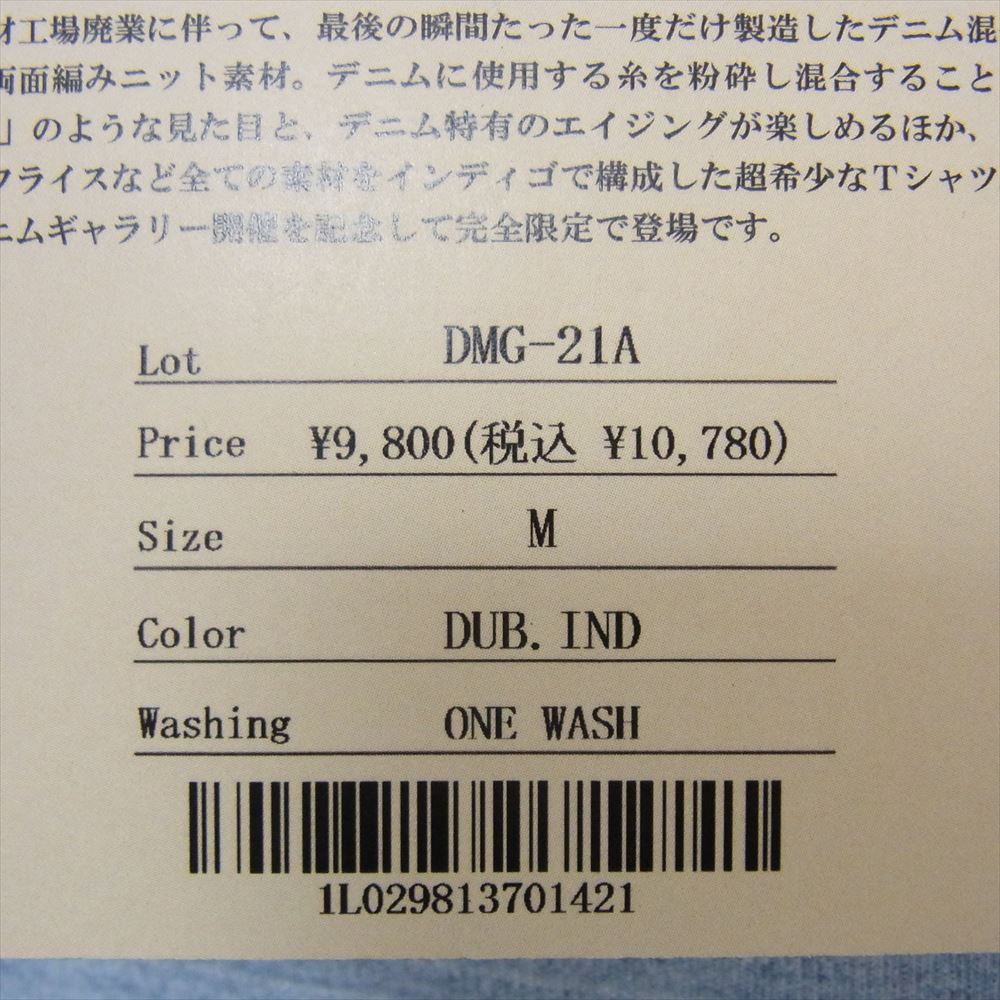 材工場廃業に伴って、最後の瞬間たった一度だけ製造したデニム混
両面編みニット素材。デニムに使用する糸を粉砕し混合すること
」のような見た目と、デニム特有のエイジングが楽しめるほか、
フライスなど全ての素材をインディゴで構成した超希少なTシャツ
ニムギャラリー開催を記念して完全限定で登場です。
Lot DMG-21A
Price ¥9,800(税込 ¥10,780)
Size M
Color DUB.IND
Washing ONE WASH
1L029813701421